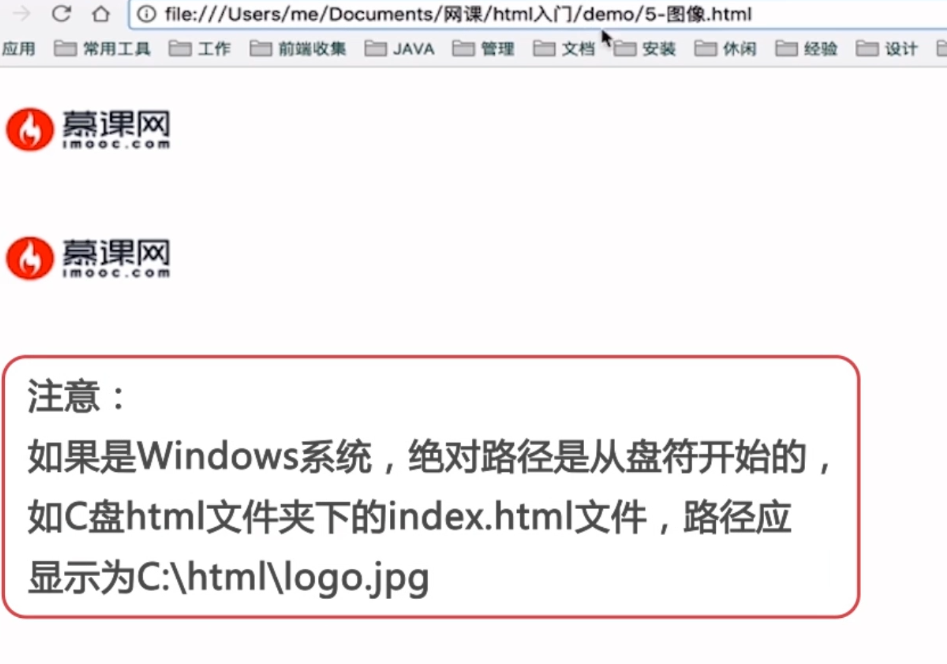 file:///Users/me/Documents/网课/html入门/demo/5-图像.html
应用 常用工具 工作 前端收集 JAVA 管理 文档 安装 休闲 经验 设计
慕课网
imooc.com
慕课网
imooc.com
注意：
如果是Windows系统，绝对路径是从盘符开始的，
如C盘html文件夹下的index.html文件，路径应
显示为C:\html\logo.jpg